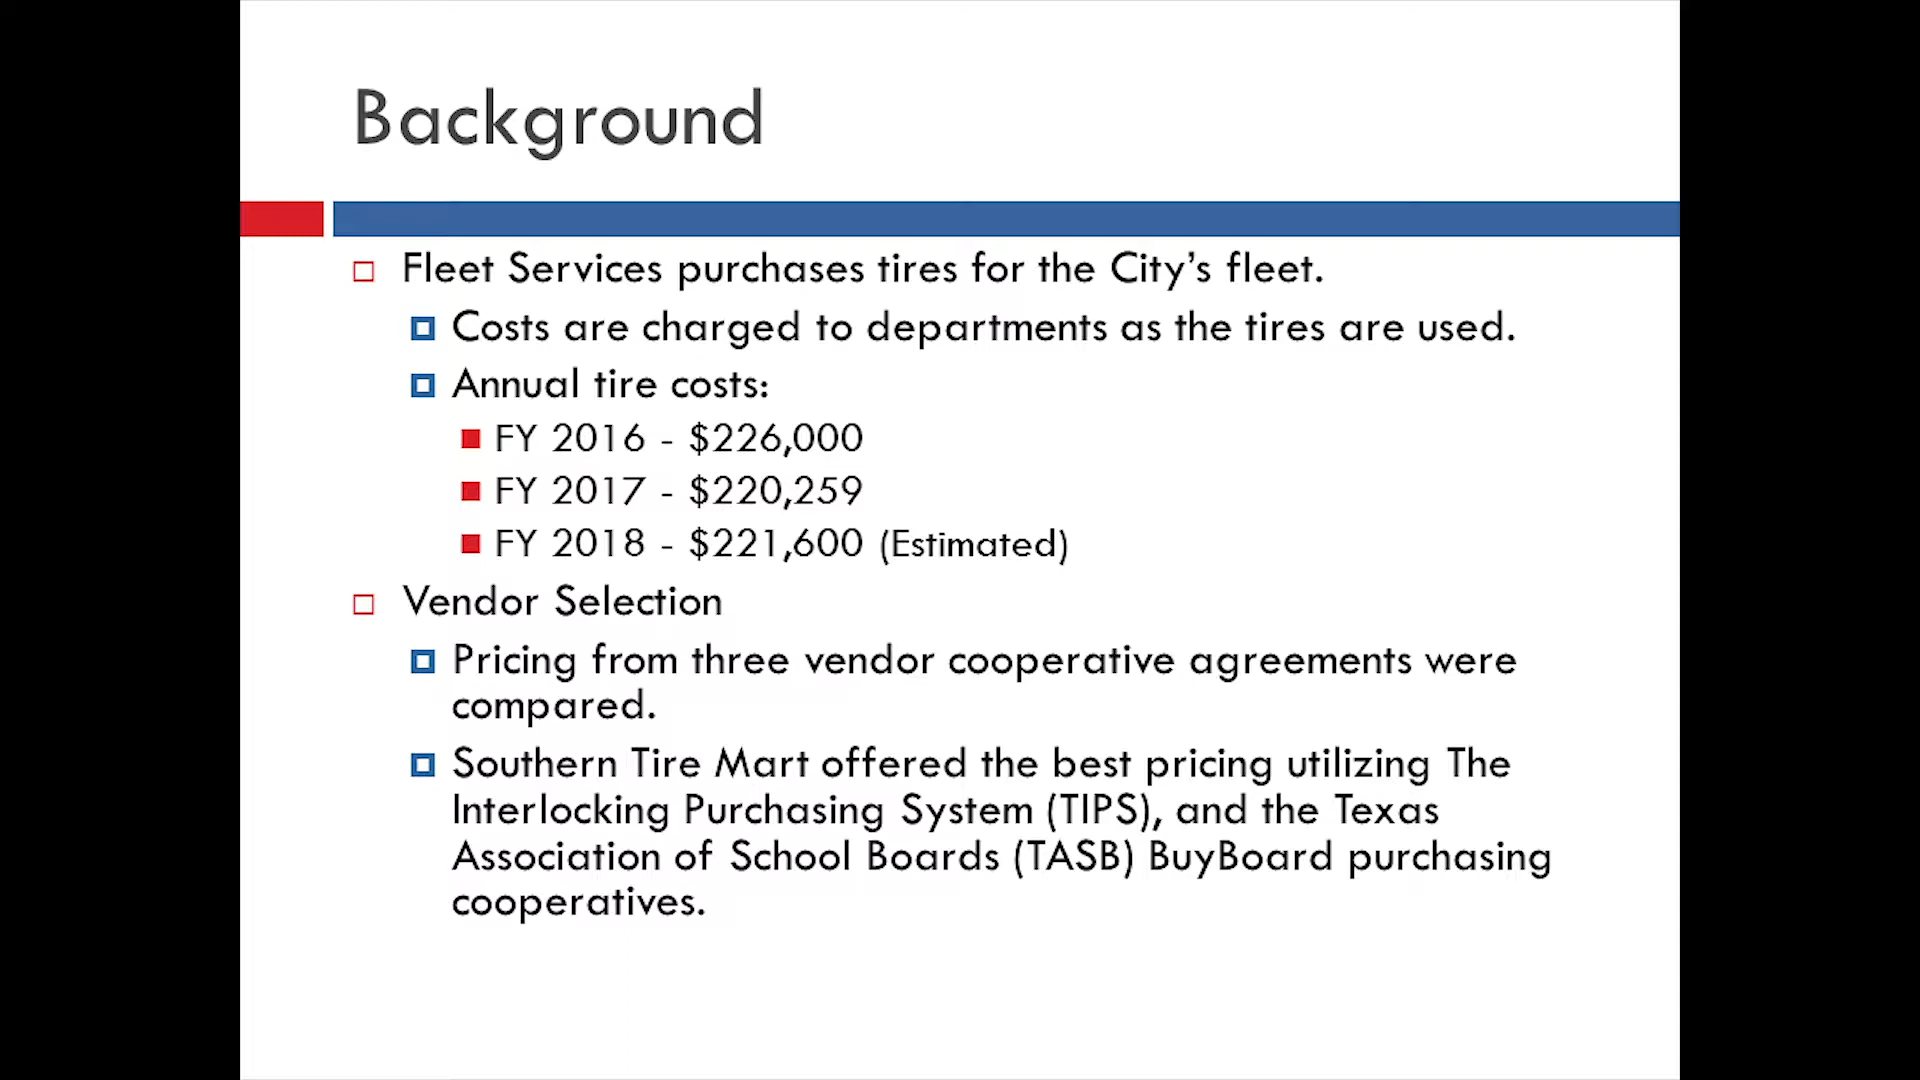 Background
Fleet Services purchases tires for the City's fleet.
Costs are charged to departments as the tires are used.
Annual tire costs:
FY 2016 - $226,000
FY 2017 - $220,259
FY 2018 - $221,600 (Estimated)
Vendor Selection
Pricing from three vendor cooperative agreements were
compared.
Southern Tire Mart offered the best pricing utilizing The
Interlocking Purchasing System (TIPS), and the Texas
Association of School Boards (TASB) BuyBoard purchasing
cooperatives.